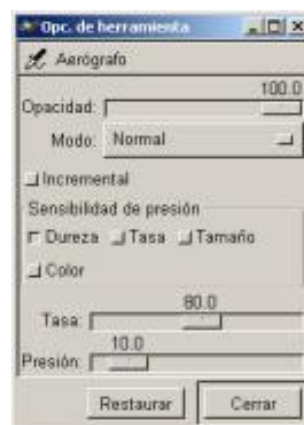 Opc. de herramienta
Aerógrafo
100.0
Opacidad:
Modo: Normal
Incremental
Sensibilidad de presión
Dureza Tasa Tamaño
Color
80.0
Tasa:
10.0
Presión:
Restaurar Cerrar